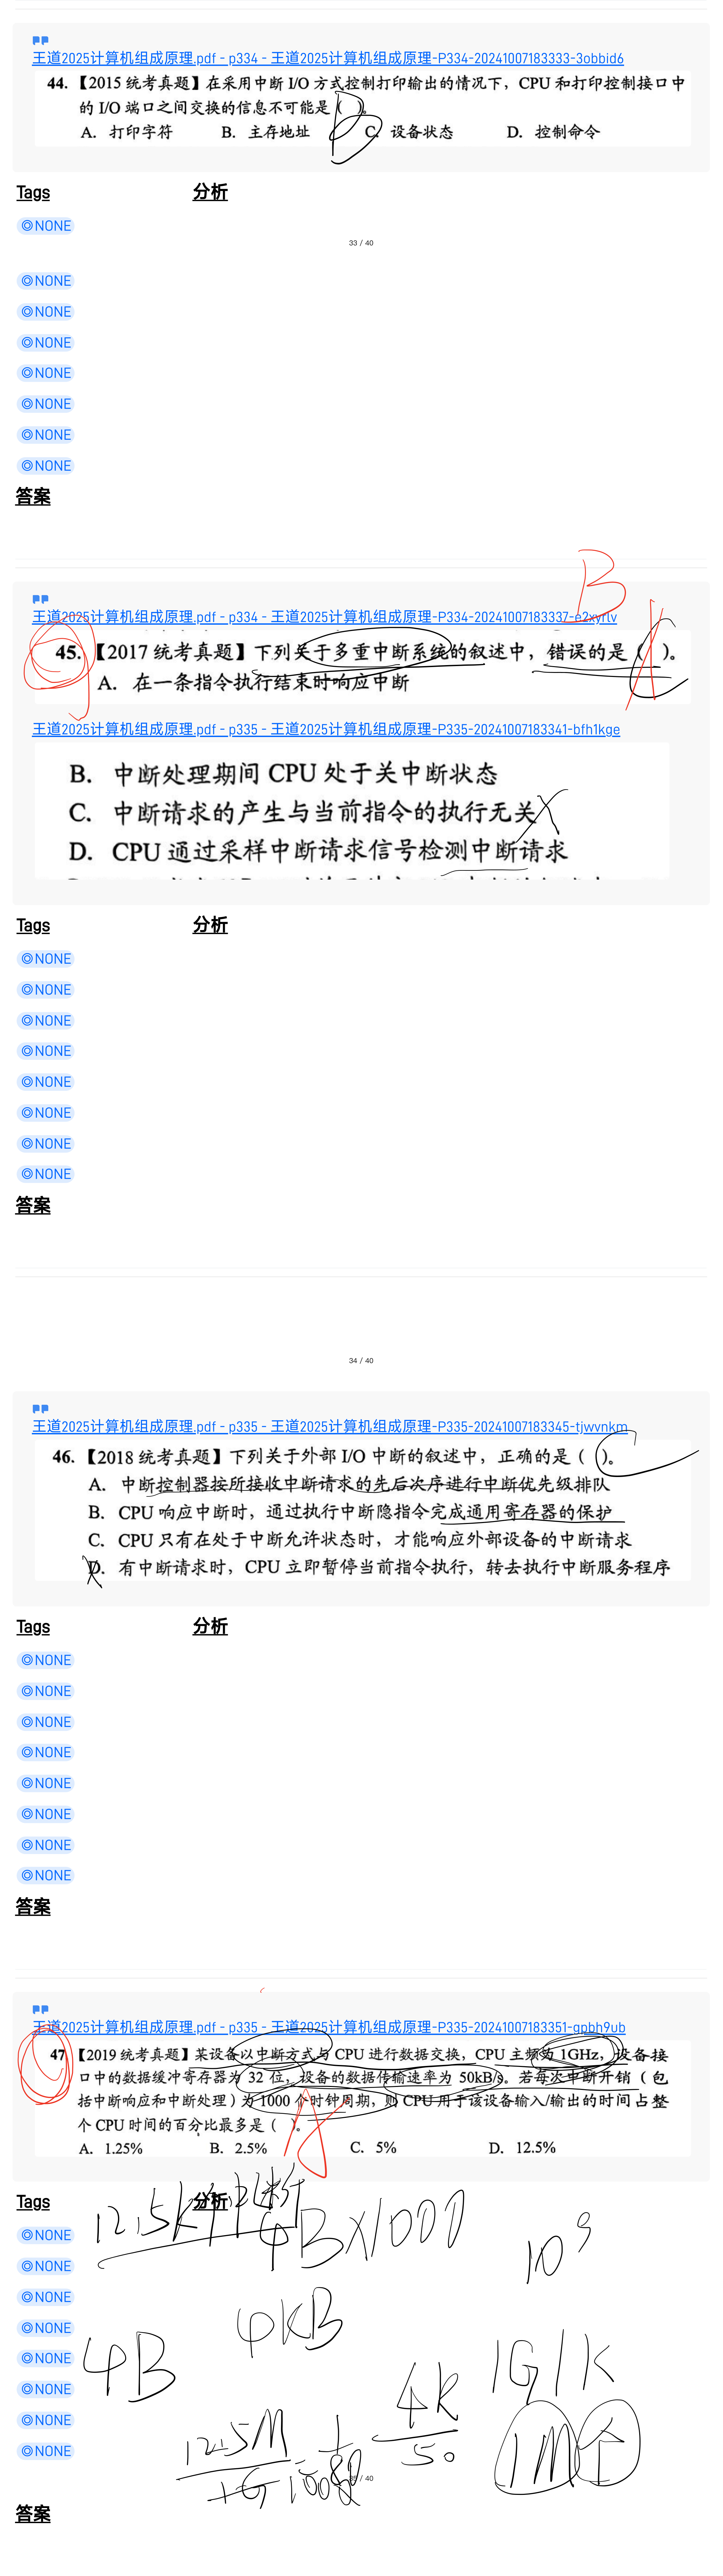 王道2025计算机组成原理.pdf - p334 - 王道2025计算机组成原理-P334-20241007183333-3obbid6
44. 【2015 统考真题】在采用中断 I/O 方式控制打印输出的情况下，CPU 和打印控制接口中
的 I/O 端口之间交换的信息不可能是（ ）。
B
A. 打印字符 B. 主存地址 C. 设备状态 D. 控制命令
Tags 分析
NONE
33 / 40
NONE
NONE
NONE
NONE
NONE
NONE
NONE
答案
B
王道2025计算机组成原理.pdf - p334 - 王道2025计算机组成原理-P334-20241007183337-e2xyrlv
45. 【2017 统考真题】下列关于多重中断系统的叙述中，错误的是（ ）。
A. 在一条指令执行结束时响应中断
王道2025计算机组成原理.pdf - p335 - 王道2025计算机组成原理-P335-20241007183341-bfh1kge
B. 中断处理期间 CPU 处于关中断状态
C. 中断请求的产生与当前指令的执行无关
D. CPU 通过采样中断请求信号检测中断请求
Tags 分析
NONE
NONE
NONE
NONE
NONE
NONE
NONE
NONE
答案
34 / 40
王道2025计算机组成原理.pdf - p335 - 王道2025计算机组成原理-P335-20241007183345-tjwvnkm
46. 【2018 统考真题】下列关于外部 I/O 中断的叙述中，正确的是（ ）。
C
A. 中断控制器按所接收中断请求的先后次序进行中断优先级排队
B. CPU 响应中断时，通过执行中断隐指令完成通用寄存器的保护
C. CPU 只有在处于中断允许状态时，才能响应外部设备的中断请求
D. 有中断请求时，CPU 立即暂停当前指令执行，转去执行中断服务程序
Tags 分析
NONE
NONE
NONE
NONE
NONE
NONE
NONE
NONE
答案
王道2025计算机组成原理.pdf - p335 - 王道2025计算机组成原理-P335-20241007183351-gpbh9ub
47 【2019 统考真题】某设备以中断方式与 CPU 进行数据交换，CPU 主频为 1GHz，设备接
口中的数据缓冲寄存器为 32 位，设备的数据传输速率为 50kB/s。若每次中断开销（包
括中断响应和中断处理）为 1000 个时钟周期，则 CPU 用于该设备输入/输出的时间占整
个 CPU 时间的百分比最多是（ ）。
A
A. 1.25% B. 2.5% C. 5% D. 12.5%
Tags 分析
12.5k个中断
4B×1000
10⁹
NONE
NONE
NONE
NONE
NONE
NONE
NONE
NONE
4KB
4B
1G/1K
4K
50
12.5M
1G
1M个
35 / 40
答案